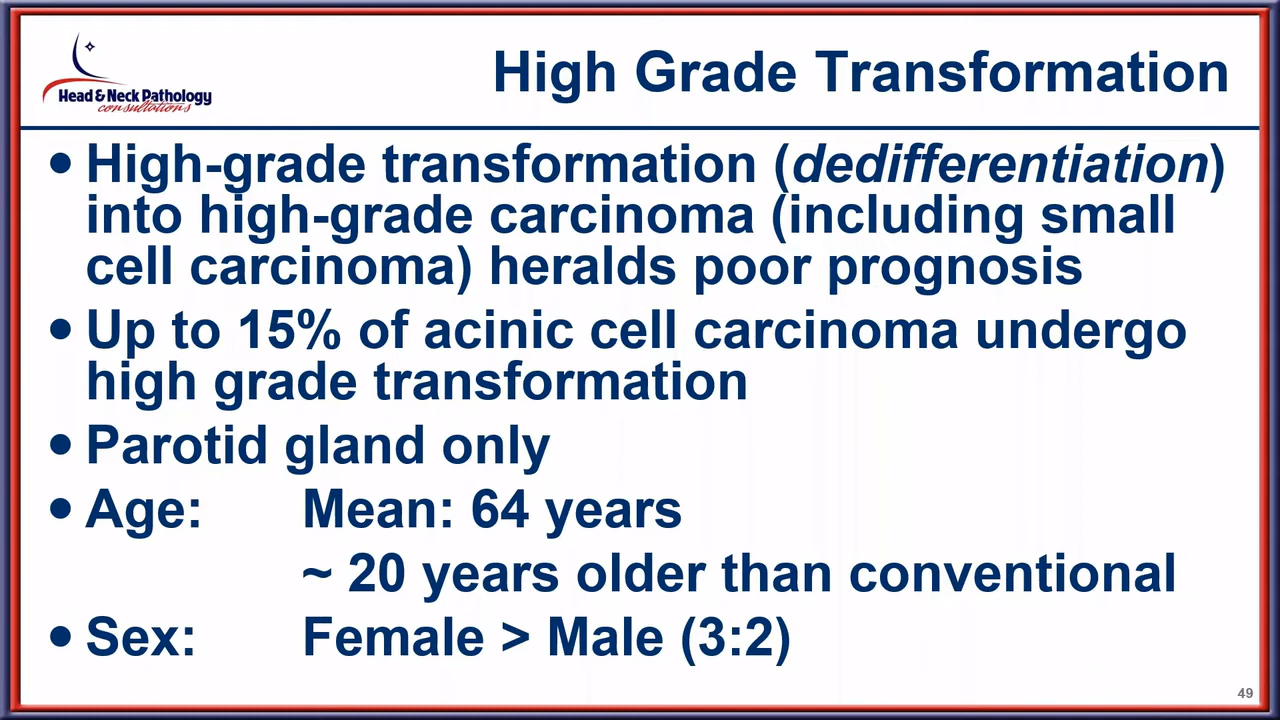 Head & Neck Pathology
consultations
High Grade Transformation
• High-grade transformation (dedifferentiation)
into high-grade carcinoma (including small
cell carcinoma) heralds poor prognosis
• Up to 15% of acinic cell carcinoma undergo
high grade transformation
• Parotid gland only
• Age: Mean: 64 years
~ 20 years older than conventional
• Sex: Female > Male (3:2)
49